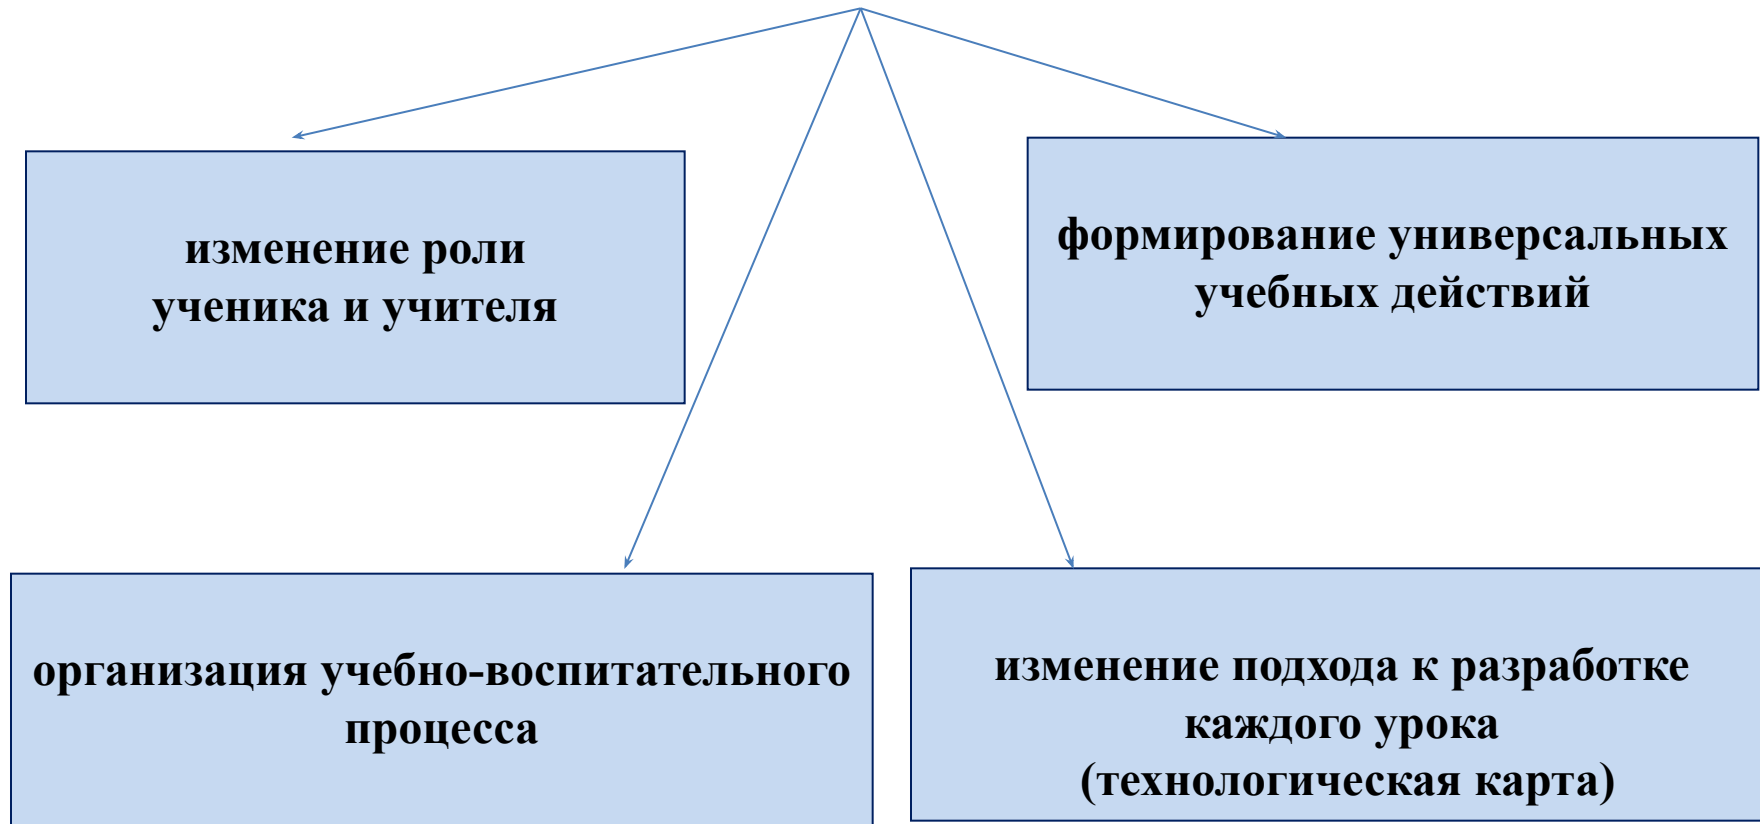 изменение роли
ученика и учителя
формирование универсальных
учебных действий
организация учебно-воспитательного
процесса
изменение подхода к разработке
каждого урока
(технологическая карта)